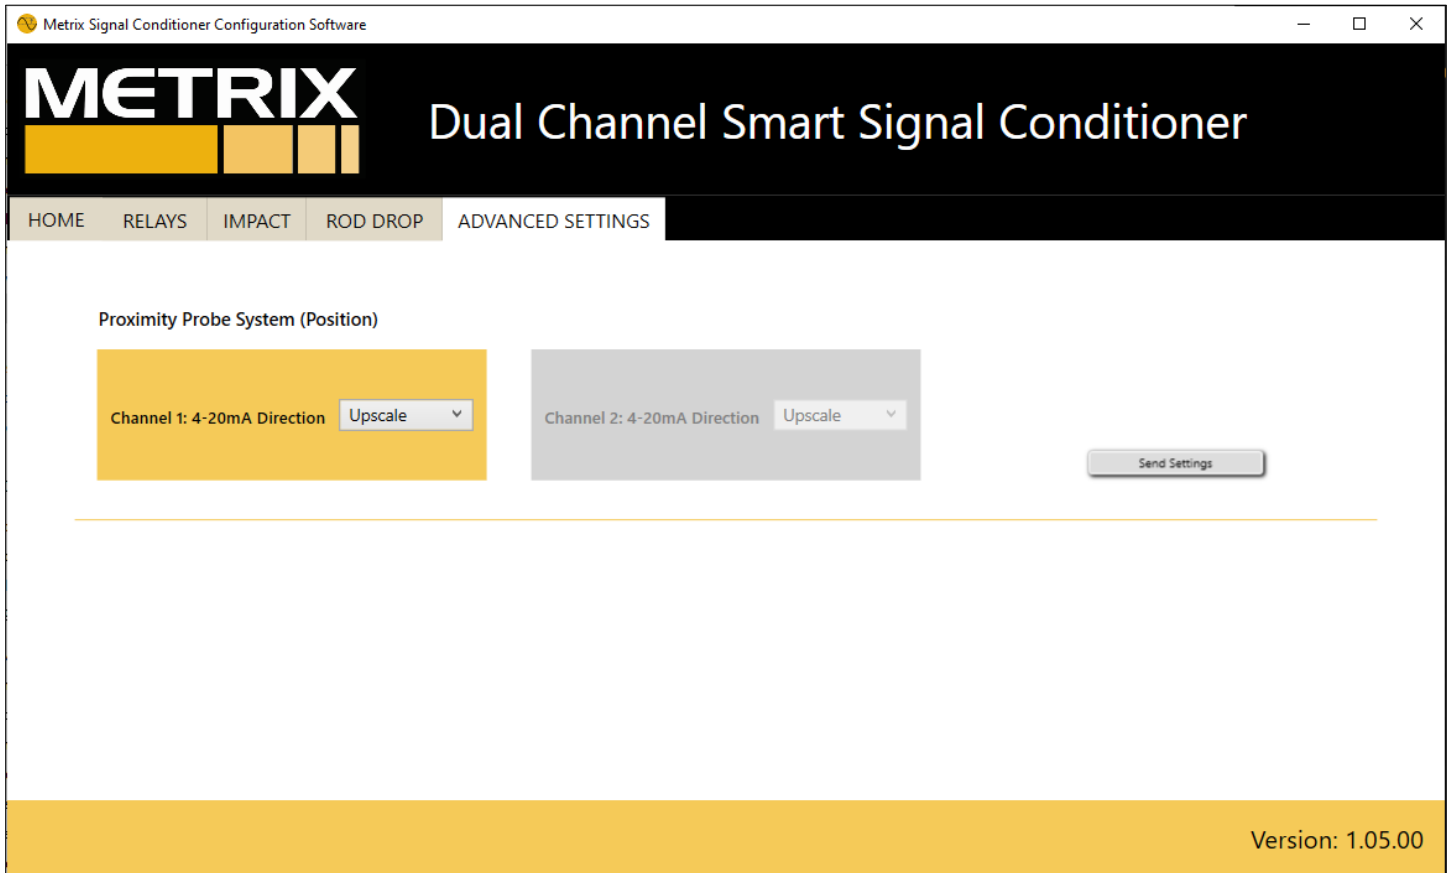 Metrix Signal Conditioner Configuration Software
METRIX
Dual Channel Smart Signal Conditioner
HOME RELAYS IMPACT ROD DROP ADVANCED SETTINGS
Proximity Probe System (Position)
Channel 1: 4-20mA Direction Upscale Channel 2: 4-20mA Direction Upscale
Send Settings
Version: 1.05.00